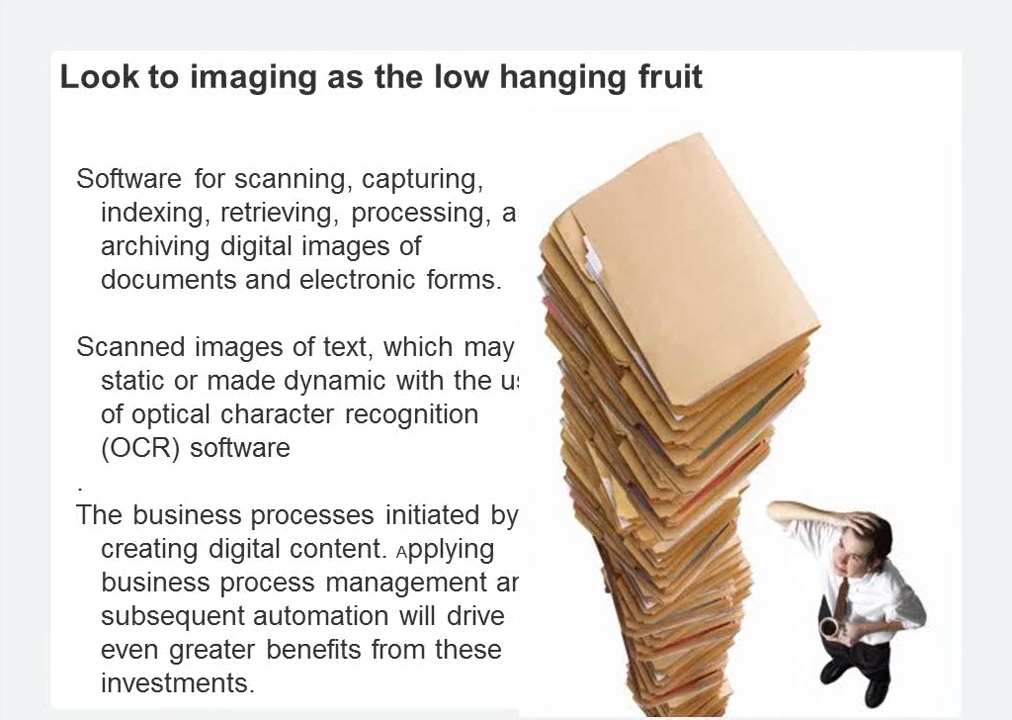 Look to imaging as the low hanging fruit
Software for scanning, capturing,
indexing, retrieving, processing, a
archiving digital images of
documents and electronic forms.
Scanned images of text, which may
static or made dynamic with the us
of optical character recognition
(OCR) software
.
The business processes initiated by
creating digital content. Applying
business process management an
subsequent automation will drive
even greater benefits from these
investments.